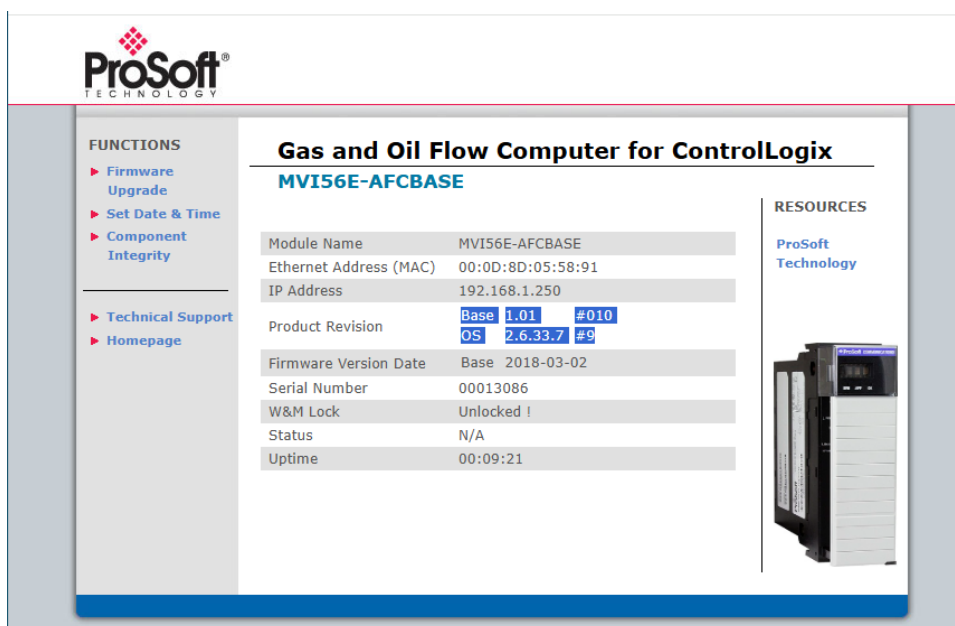 ProSoft®
TECHNOLOGY
FUNCTIONS
Firmware
Upgrade
Set Date & Time
Component
Integrity
Technical Support
Homepage
Gas and Oil Flow Computer for ControlLogix
MVI56E-AFCBASE
Module Name MVI56E-AFCBASE
Ethernet Address (MAC) 00:0D:8D:05:58:91
IP Address 192.168.1.250
Product Revision
Base 1.01 #010
OS 2.6.33.7 #9
Firmware Version Date Base 2018-03-02
Serial Number 00013086
W&M Lock Unlocked !
Status N/A
Uptime 00:09:21
RESOURCES
ProSoft
Technology